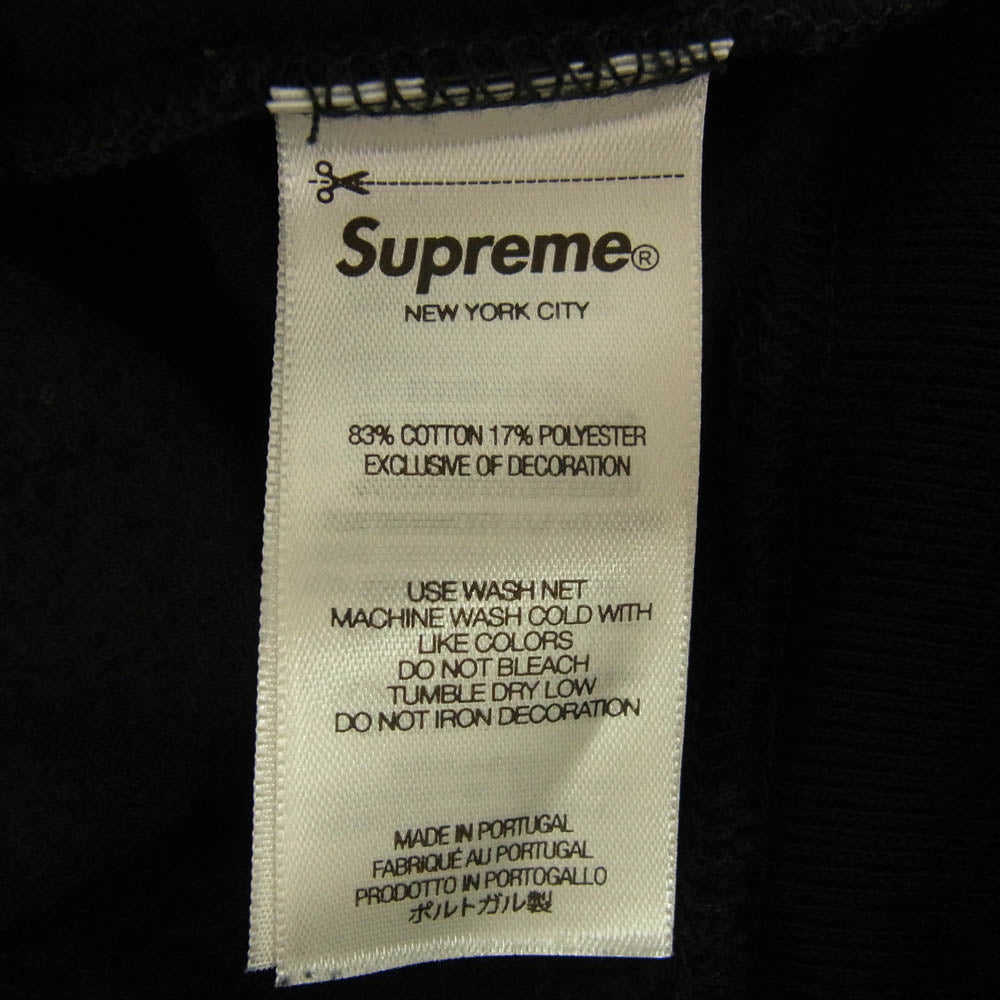 Supreme®
NEW YORK CITY
83% COTTON 17% POLYESTER
EXCLUSIVE OF DECORATION
USE WASH NET
MACHINE WASH COLD WITH
LIKE COLORS
DO NOT BLEACH
TUMBLE DRY LOW
DO NOT IRON DECORATION
MADE IN PORTUGAL
FABRIQUÉ AU PORTUGAL
PRODOTTO IN PORTOGALLO
ポルトガル製